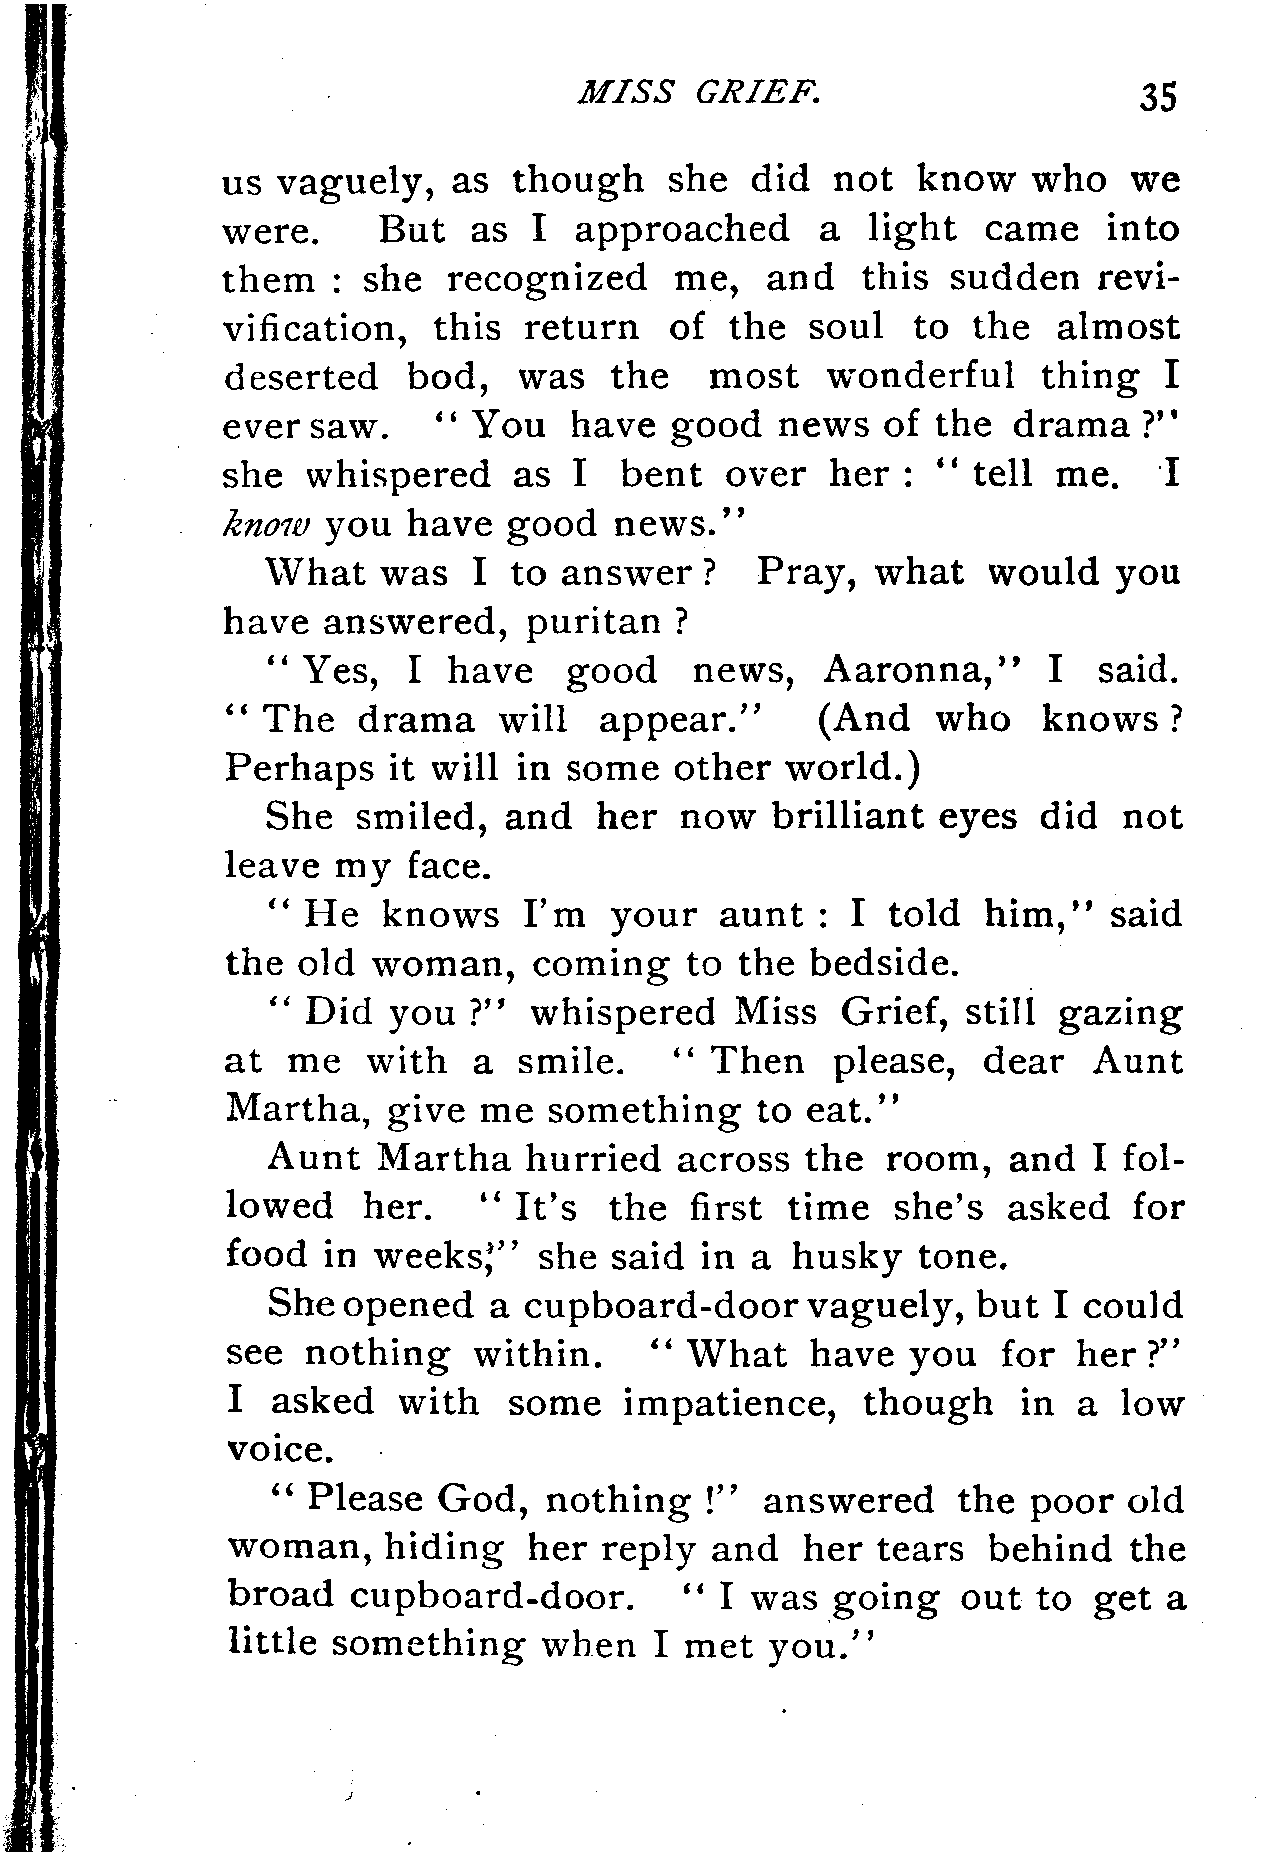 MISS GRIEF. 35
us vaguely, as though she did not know who we
were. But as I approached a light came into
them : she recognized me, and this sudden revi-
vification, this return of the soul to the almost
deserted bod, was the most wonderful thing I
ever saw. “ You have good news of the drama ?”
she whispered as I bent over her : “ tell me. I
know you have good news.”
What was I to answer ? Pray, what would you
have answered, puritan ?
“ Yes, I have good news, Aaronna,” I said.
“ The drama will appear.” (And who knows ?
Perhaps it will in some other world.)
She smiled, and her now brilliant eyes did not
leave my face.
“ He knows I’m your aunt : I told him,” said
the old woman, coming to the bedside.
“ Did you ?” whispered Miss Grief, still gazing
at me with a smile. “ Then please, dear Aunt
Martha, give me something to eat.”
Aunt Martha hurried across the room, and I fol-
lowed her. “ It’s the first time she’s asked for
food in weeks,” she said in a husky tone.
She opened a cupboard-door vaguely, but I could
see nothing within. “ What have you for her ?”
I asked with some impatience, though in a low
voice.
“ Please God, nothing !” answered the poor old
woman, hiding her reply and her tears behind the
broad cupboard-door. “ I was going out to get a
little something when I met you.”